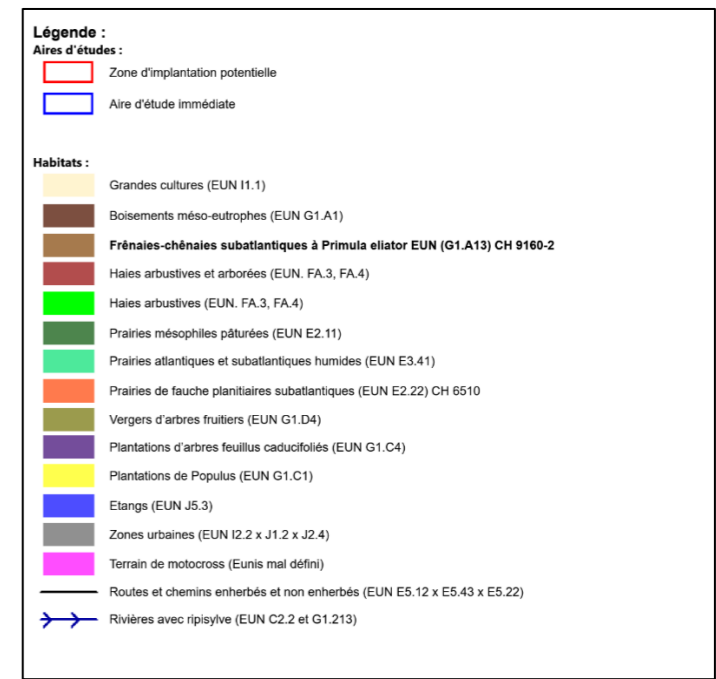 Légende :
Aires d'études :
Zone d'implantation potentielle
Aire d'étude immédiate
Habitats :
Grandes cultures (EUN I1.1)
Boisements méso-eutrophes (EUN G1.A1)
Frênaies-chênaies subatlantiques à Primula eliator EUN (G1.A13) CH 9160-2
Haies arbustives et arborées (EUN. FA.3, FA.4)
Haies arbustives (EUN. FA.3, FA.4)
Prairies mésophiles pâturées (EUN E2.11)
Prairies atlantiques et subatlantiques humides (EUN E3.41)
Prairies de fauche planitiaires subatlantiques (EUN E2.22) CH 6510
Vergers d'arbres fruitiers (EUN G1.D4)
Plantations d'arbres feuillus caducifoliés (EUN G1.C4)
Plantations de Populus (EUN G1.C1)
Etangs (EUN J5.3)
Zones urbaines (EUN I2.2 x J1.2 x J2.4)
Terrain de motocross (Eunis mal défini)
Routes et chemins enherbés et non enherbés (EUN E5.12 x E5.43 x E5.22)
Rivières avec ripisylve (EUN C2.2 et G1.213)